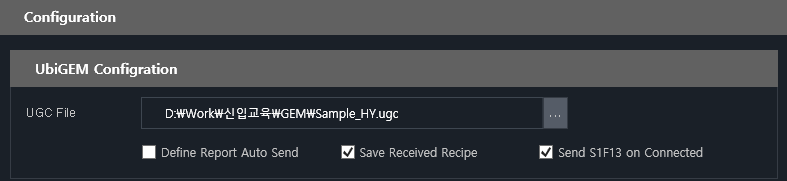 Configuration
UbiGEM Configration
UGC File D:₩Work₩신입교육₩GEM₩Sample_HY.ugc ...
Define Report Auto Send Save Received Recipe Send S1F13 on Connected